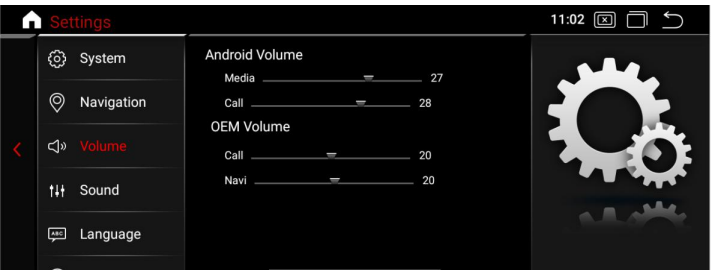 Settings
11:02
System
Navigation
Volume
Sound
ABC
Language
Android Volume
Media 27
Call 28
OEM Volume
Call 20
Navi 20